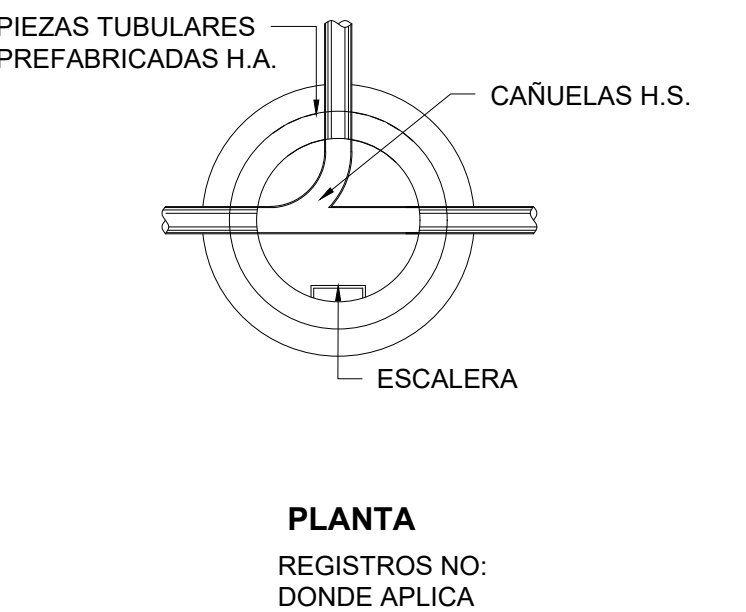 PIEZAS TUBULARES
PREFABRICADAS H.A.
CAÑUELAS H.S.
ESCALERA
PLANTA
REGISTROS NO:
DONDE APLICA